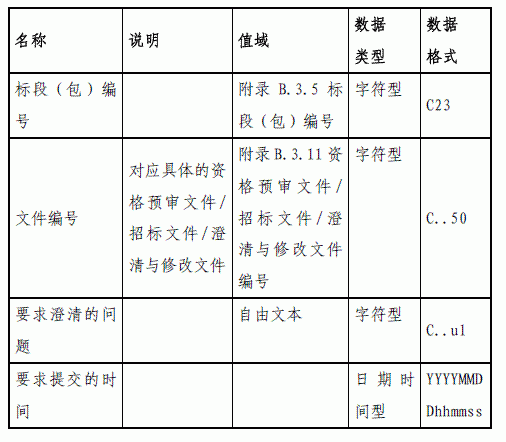 名称 说明 值域 数据类型 数据格式
标段（包）编号 附录 B.3.5 标段（包）编号 字符型 C23
文件编号 对应具体的资格预审文件/招标文件/澄清与修改文件 附录B.3.11资格预审文件/招标文件/澄清与修改文件编号 字符型 C..50
要求澄清的问题 自由文本 字符型 C..ul
要求提交的时间 日期时间型 YYYYMMDDhhmmss